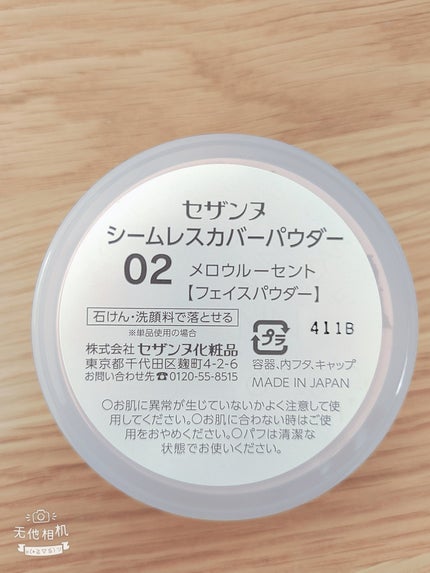 セザンヌ
シームレスカバーパウダー
02 メロウルーセント
【フェイスパウダー】
石けん・洗顔料で落とせる
※単品使用の場合
プラ
411B
株式会社 セザンヌ化粧品
東京都千代田区麹町4-2-6
お問い合わせ先☎0120-55-8515
容器、内フタ、キャップ
MADE IN JAPAN
○お肌に異常が生じていないかよく注意して使
用してください。○お肌に合わない時はご使
用をおやめください。○パフは清潔な
状態でお使いください。
无他相机